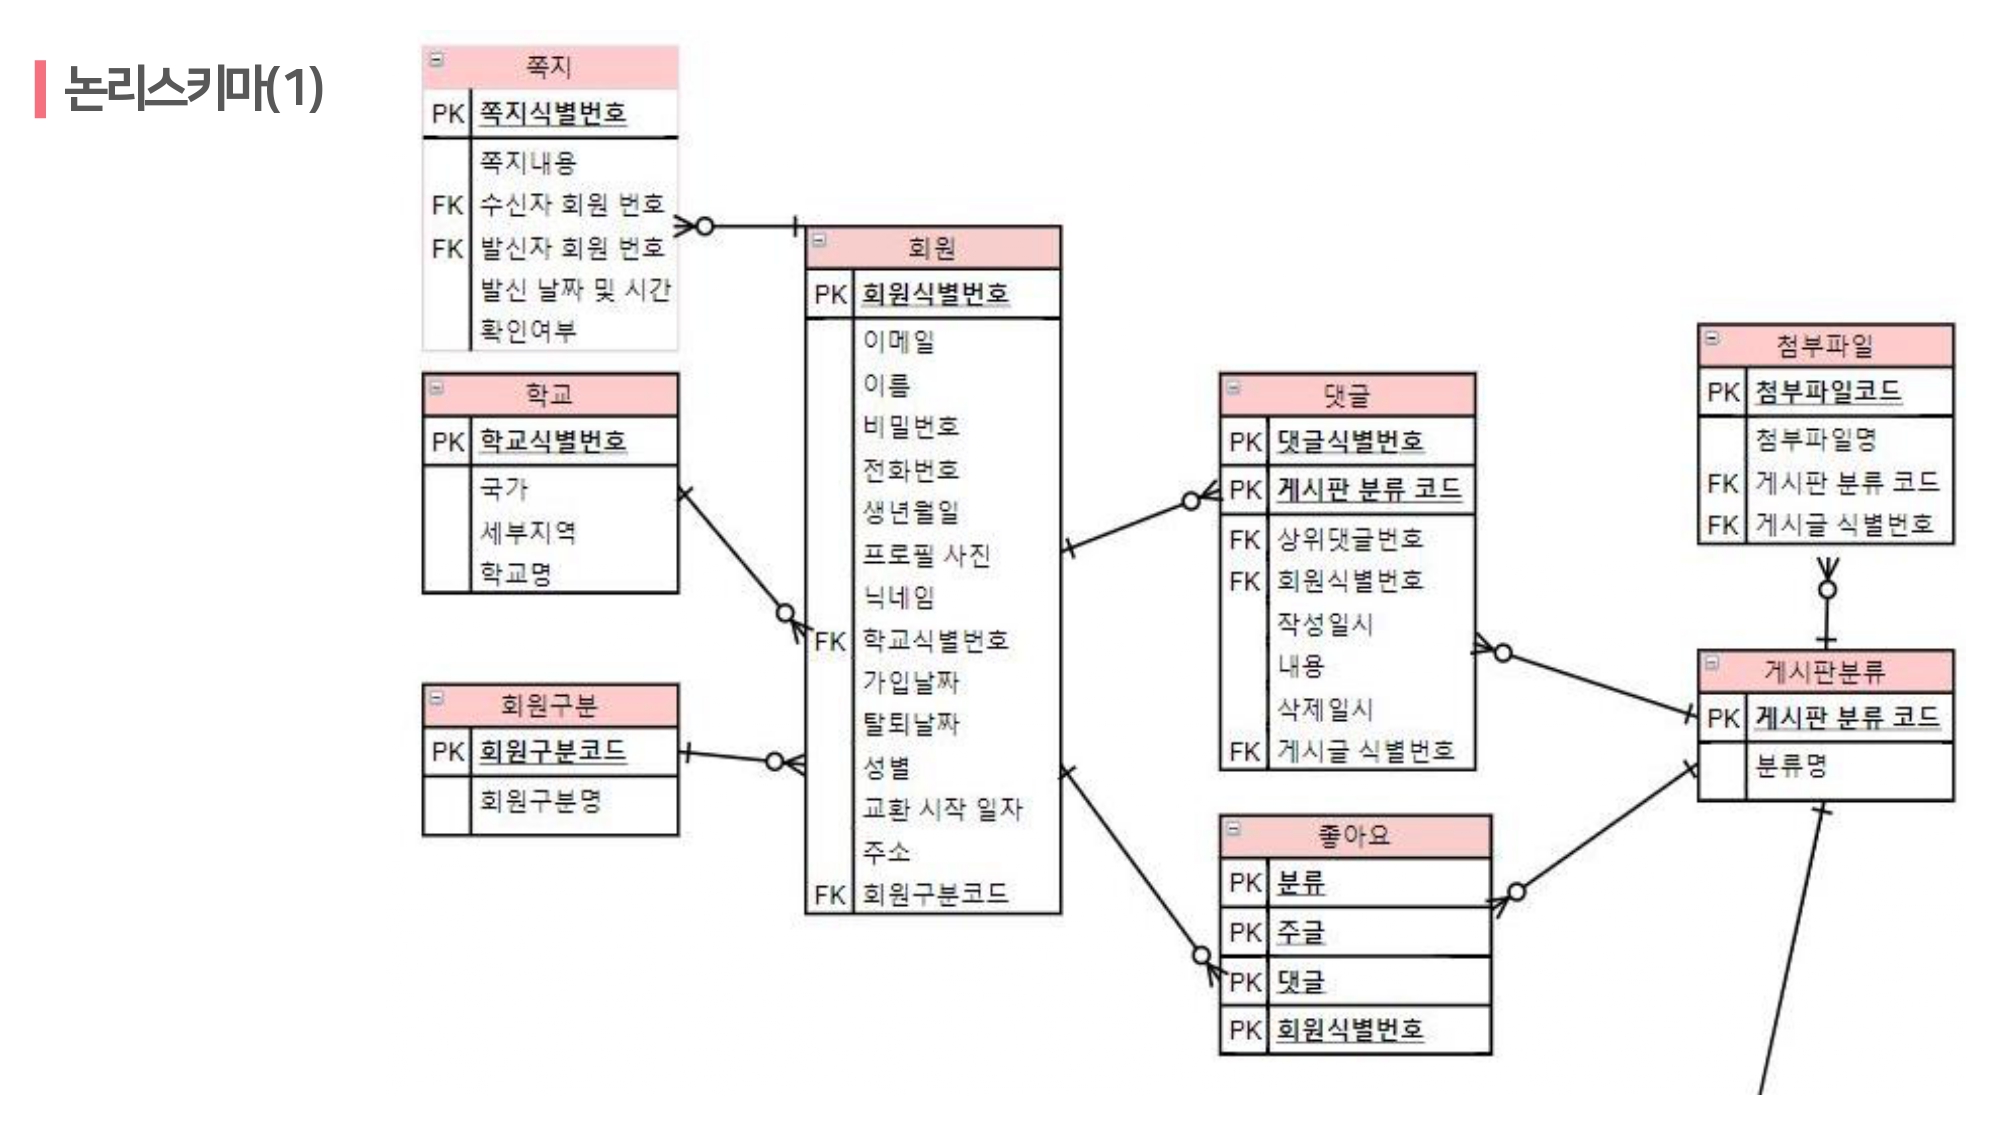 논리스키마(1)
쪽지
PK 쪽지식별번호
쪽지내용
FK 수신자 회원 번호
FK 발신자 회원 번호
발신 날짜 및 시간
확인여부
학교
PK 학교식별번호
국가
세부지역
학교명
회원구분
PK 회원구분코드
회원구분명
회원
PK 회원식별번호
이메일
이름
비밀번호
전화번호
생년월일
프로필 사진
닉네임
FK 학교식별번호
가입날짜
탈퇴날짜
성별
교환 시작 일자
주소
FK 회원구분코드
댓글
PK 댓글식별번호
PK 게시판 분류 코드
FK 상위댓글번호
FK 회원식별번호
작성일시
내용
삭제일시
FK 게시글 식별번호
좋아요
PK 분류
PK 주글
PK 댓글
PK 회원식별번호
첨부파일
PK 첨부파일코드
첨부파일명
FK 게시판 분류 코드
FK 게시글 식별번호
게시판분류
PK 게시판 분류 코드
분류명